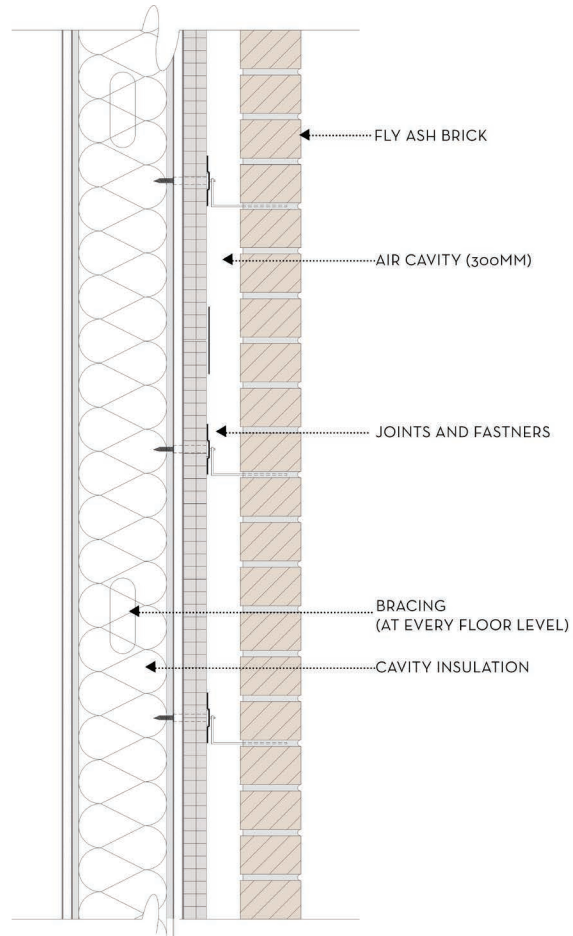 FLY ASH BRICK
AIR CAVITY (300MM)
JOINTS AND FASTNERS
BRACING
(AT EVERY FLOOR LEVEL)
CAVITY INSULATION